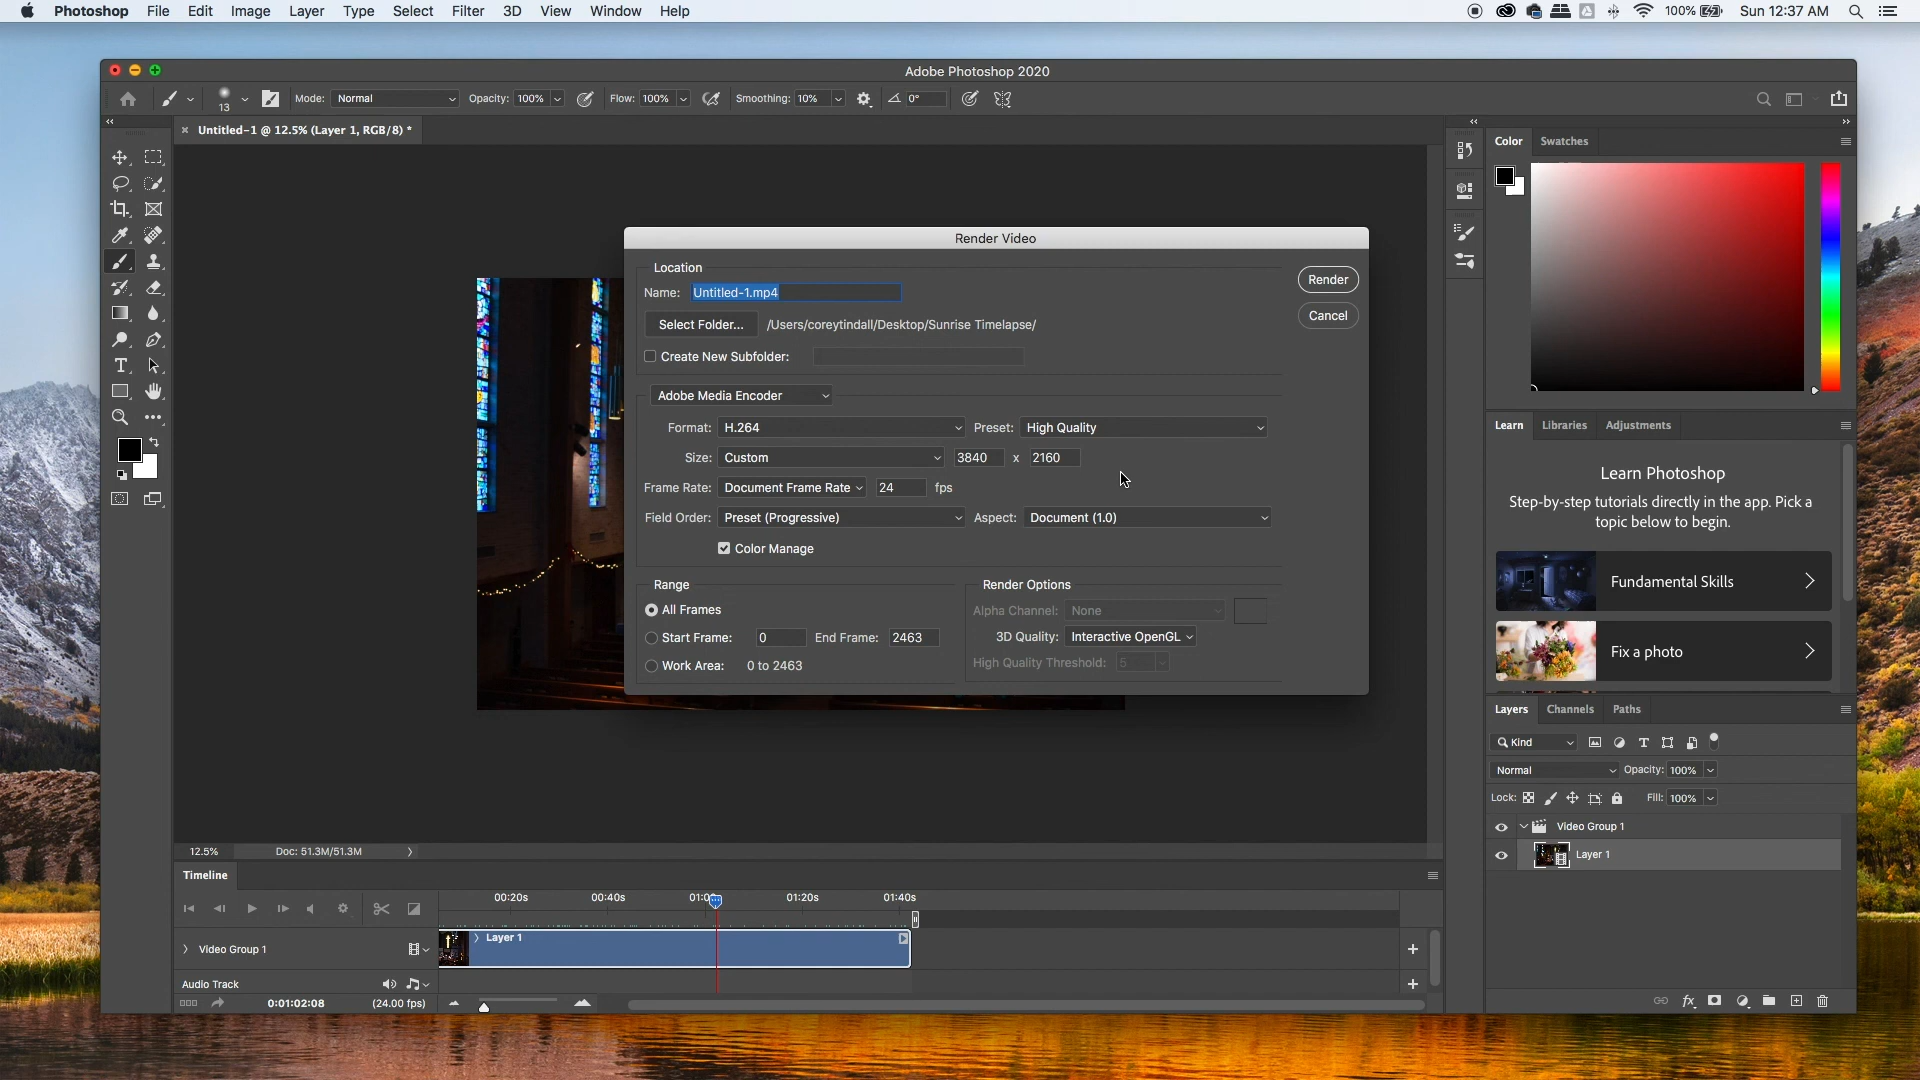 Photoshop File Edit Image Layer Type Select Filter 3D View Window Help 100% Sun 12:37 AM
Adobe Photoshop 2020
13 Mode: Normal Opacity: 100% Flow: 100% Smoothing: 10% 0°
Untitled-1 @ 12.5% (Layer 1, RGB/8) *
Color Swatches
Render Video
Location
Name: Untitled-1.mp4
Render
Select Folder... /Users/coreytindall/Desktop/Sunrise Timelapse/
Cancel
Create New Subfolder:
Adobe Media Encoder
Format: H.264 Preset: High Quality
Size: Custom 3840 x 2160
Frame Rate: Document Frame Rate 24 fps
Field Order: Preset (Progressive) Aspect: Document (1.0)
Color Manage
Range Render Options
All Frames Alpha Channel: None
Start Frame: 0 End Frame: 2463 3D Quality: Interactive OpenGL
Work Area: 0 to 2463 High Quality Threshold: 5
Learn Libraries Adjustments
Learn Photoshop
Step-by-step tutorials directly in the app. Pick a
topic below to begin.
Fundamental Skills
Fix a photo
Layers Channels Paths
Kind
Normal Opacity: 100%
Lock: Fill: 100%
Video Group 1
Layer 1
12.5% Doc: 51.3M/51.3M
Timeline
00:20s 00:40s 01:20s 01:40s
Layer 1
Video Group 1
Audio Track
0:01:02:08 (24.00 fps)